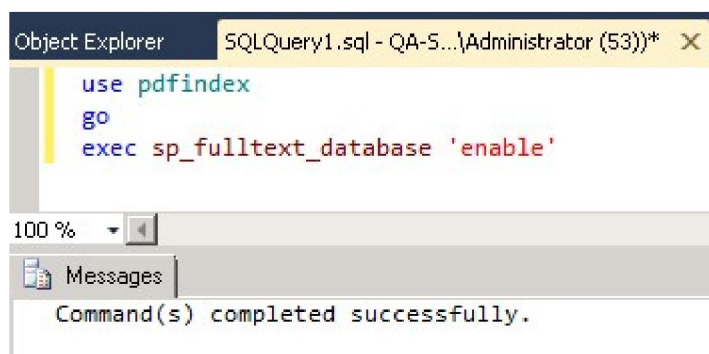 Object Explorer SQLQuery1.sql - QA-S...\Administrator (53))*
use pdfindex
go
exec sp_fulltext_database 'enable'
100 %
Messages
Command(s) completed successfully.